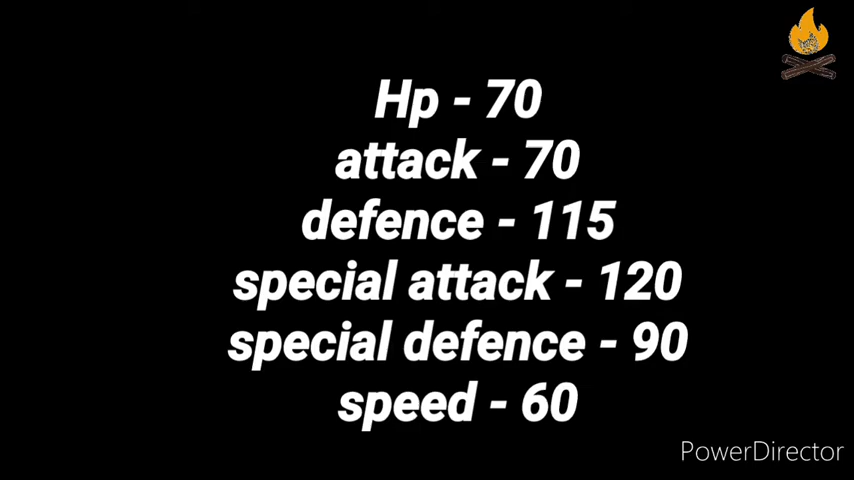 Hp - 70
attack - 70
defence - 115
special attack - 120
special defence - 90
speed - 60
PowerDirector